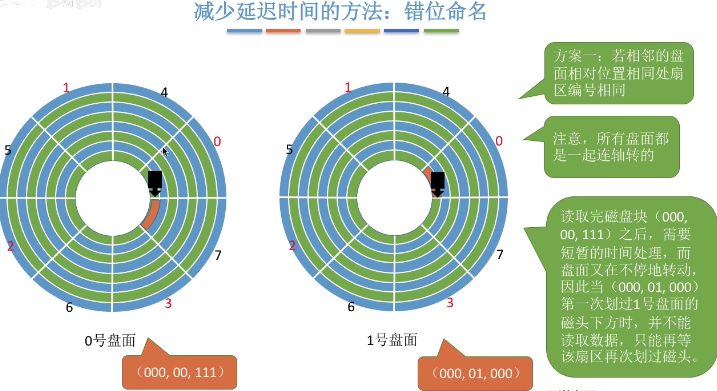 减少延迟时间的方法：错位命名
方案一：若相邻的盘
面相对位置相同处扇
区编号相同
注意，所有盘面都
是一起连轴转的
读取完磁盘块（000,
00, 111）之后，需要
短暂的时间处理，而
盘面又在不停地转动，
因此当（000, 01, 000）
第一次划过1号盘面的
磁头下方时，并不能
读取数据，只能再等
该扇区再次划过磁头。
1
4
0
5
2
7
6
3
0号盘面
（000, 00, 111）
1
4
0
5
2
7
6
3
1号盘面
（000, 01, 000）